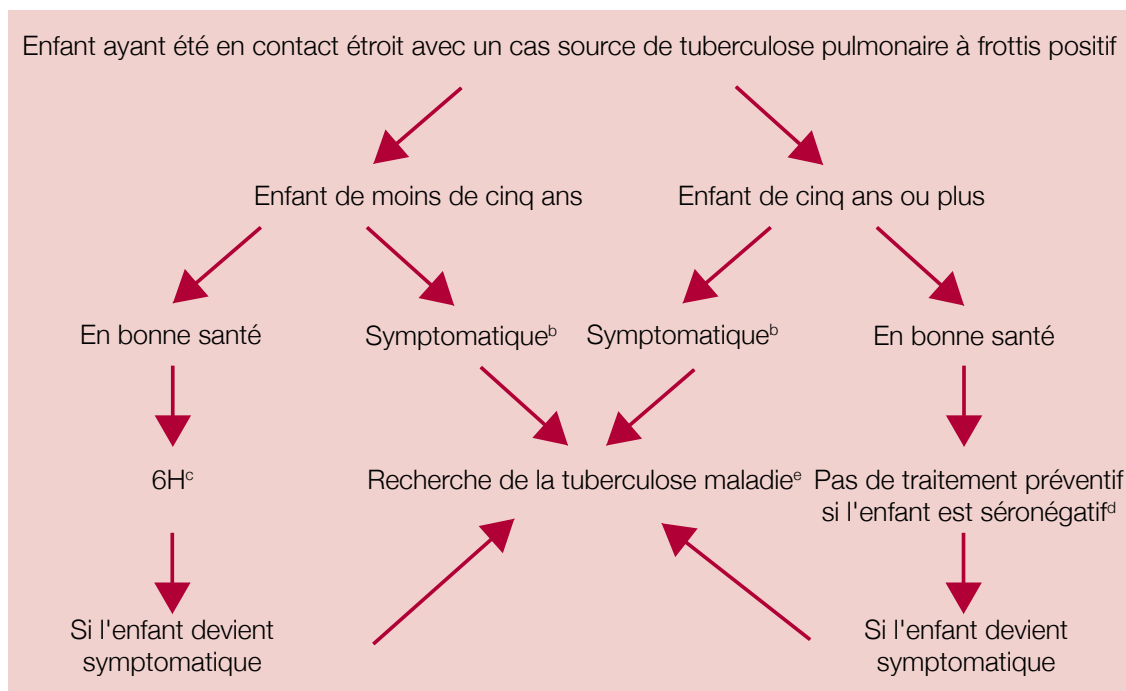 Enfant ayant été en contact étroit avec un cas source de tuberculose pulmonaire à frottis positif
Enfant de moins de cinq ans
Enfant de cinq ans ou plus
En bonne santé
Symptomatiqueᵇ
Symptomatiqueᵇ
En bonne santé
6Hᶜ
Recherche de la tuberculose maladieᵉ
Pas de traitement préventif
si l'enfant est séronégatifᵈ
Si l'enfant devient
symptomatique
Si l'enfant devient
symptomatique